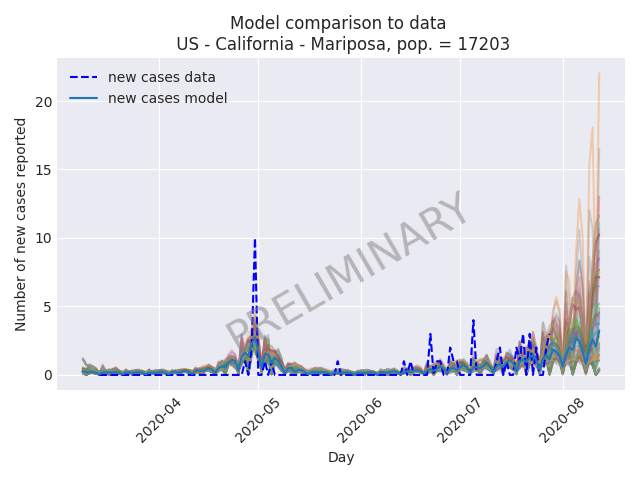 Model comparison to data
US - California - Mariposa, pop. = 17203
new cases data
new cases model
PRELIMINARY
Number of new cases reported
20
15
10
5
0
2020-04
2020-05
2020-06
2020-07
2020-08
Day